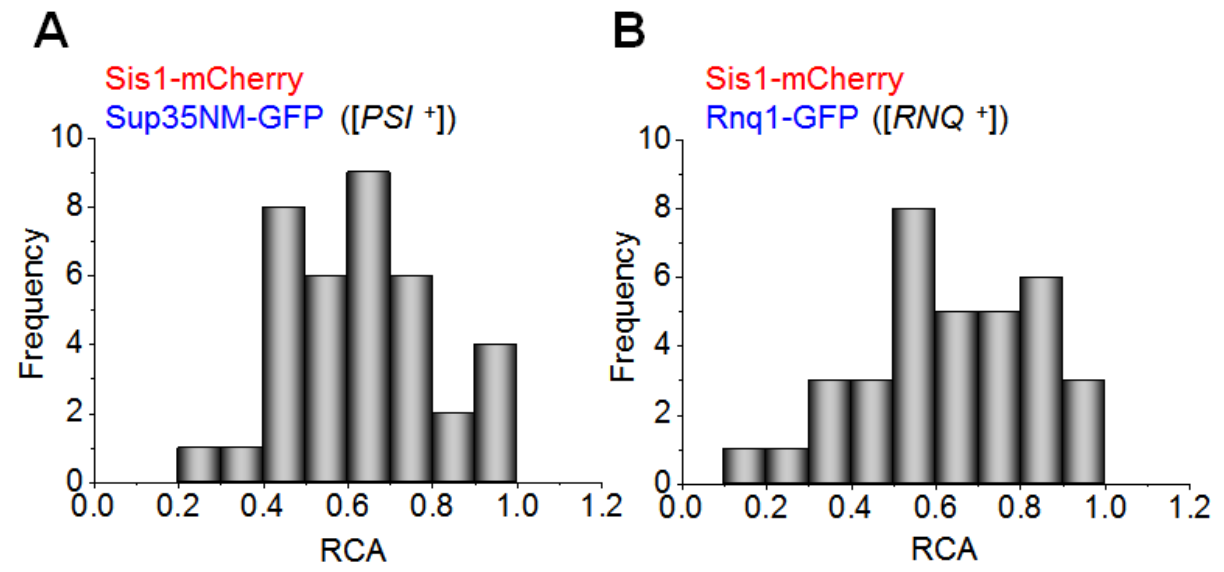 A
Sis1-mCherry
Sup35NM-GFP ([PSI +])
10
8
6
4
2
0
Frequency
0.0 0.2 0.4 0.6 0.8 1.0 1.2
RCA
B
Sis1-mCherry
Rnq1-GFP ([RNQ +])
10
8
6
4
2
0
Frequency
0.0 0.2 0.4 0.6 0.8 1.0 1.2
RCA